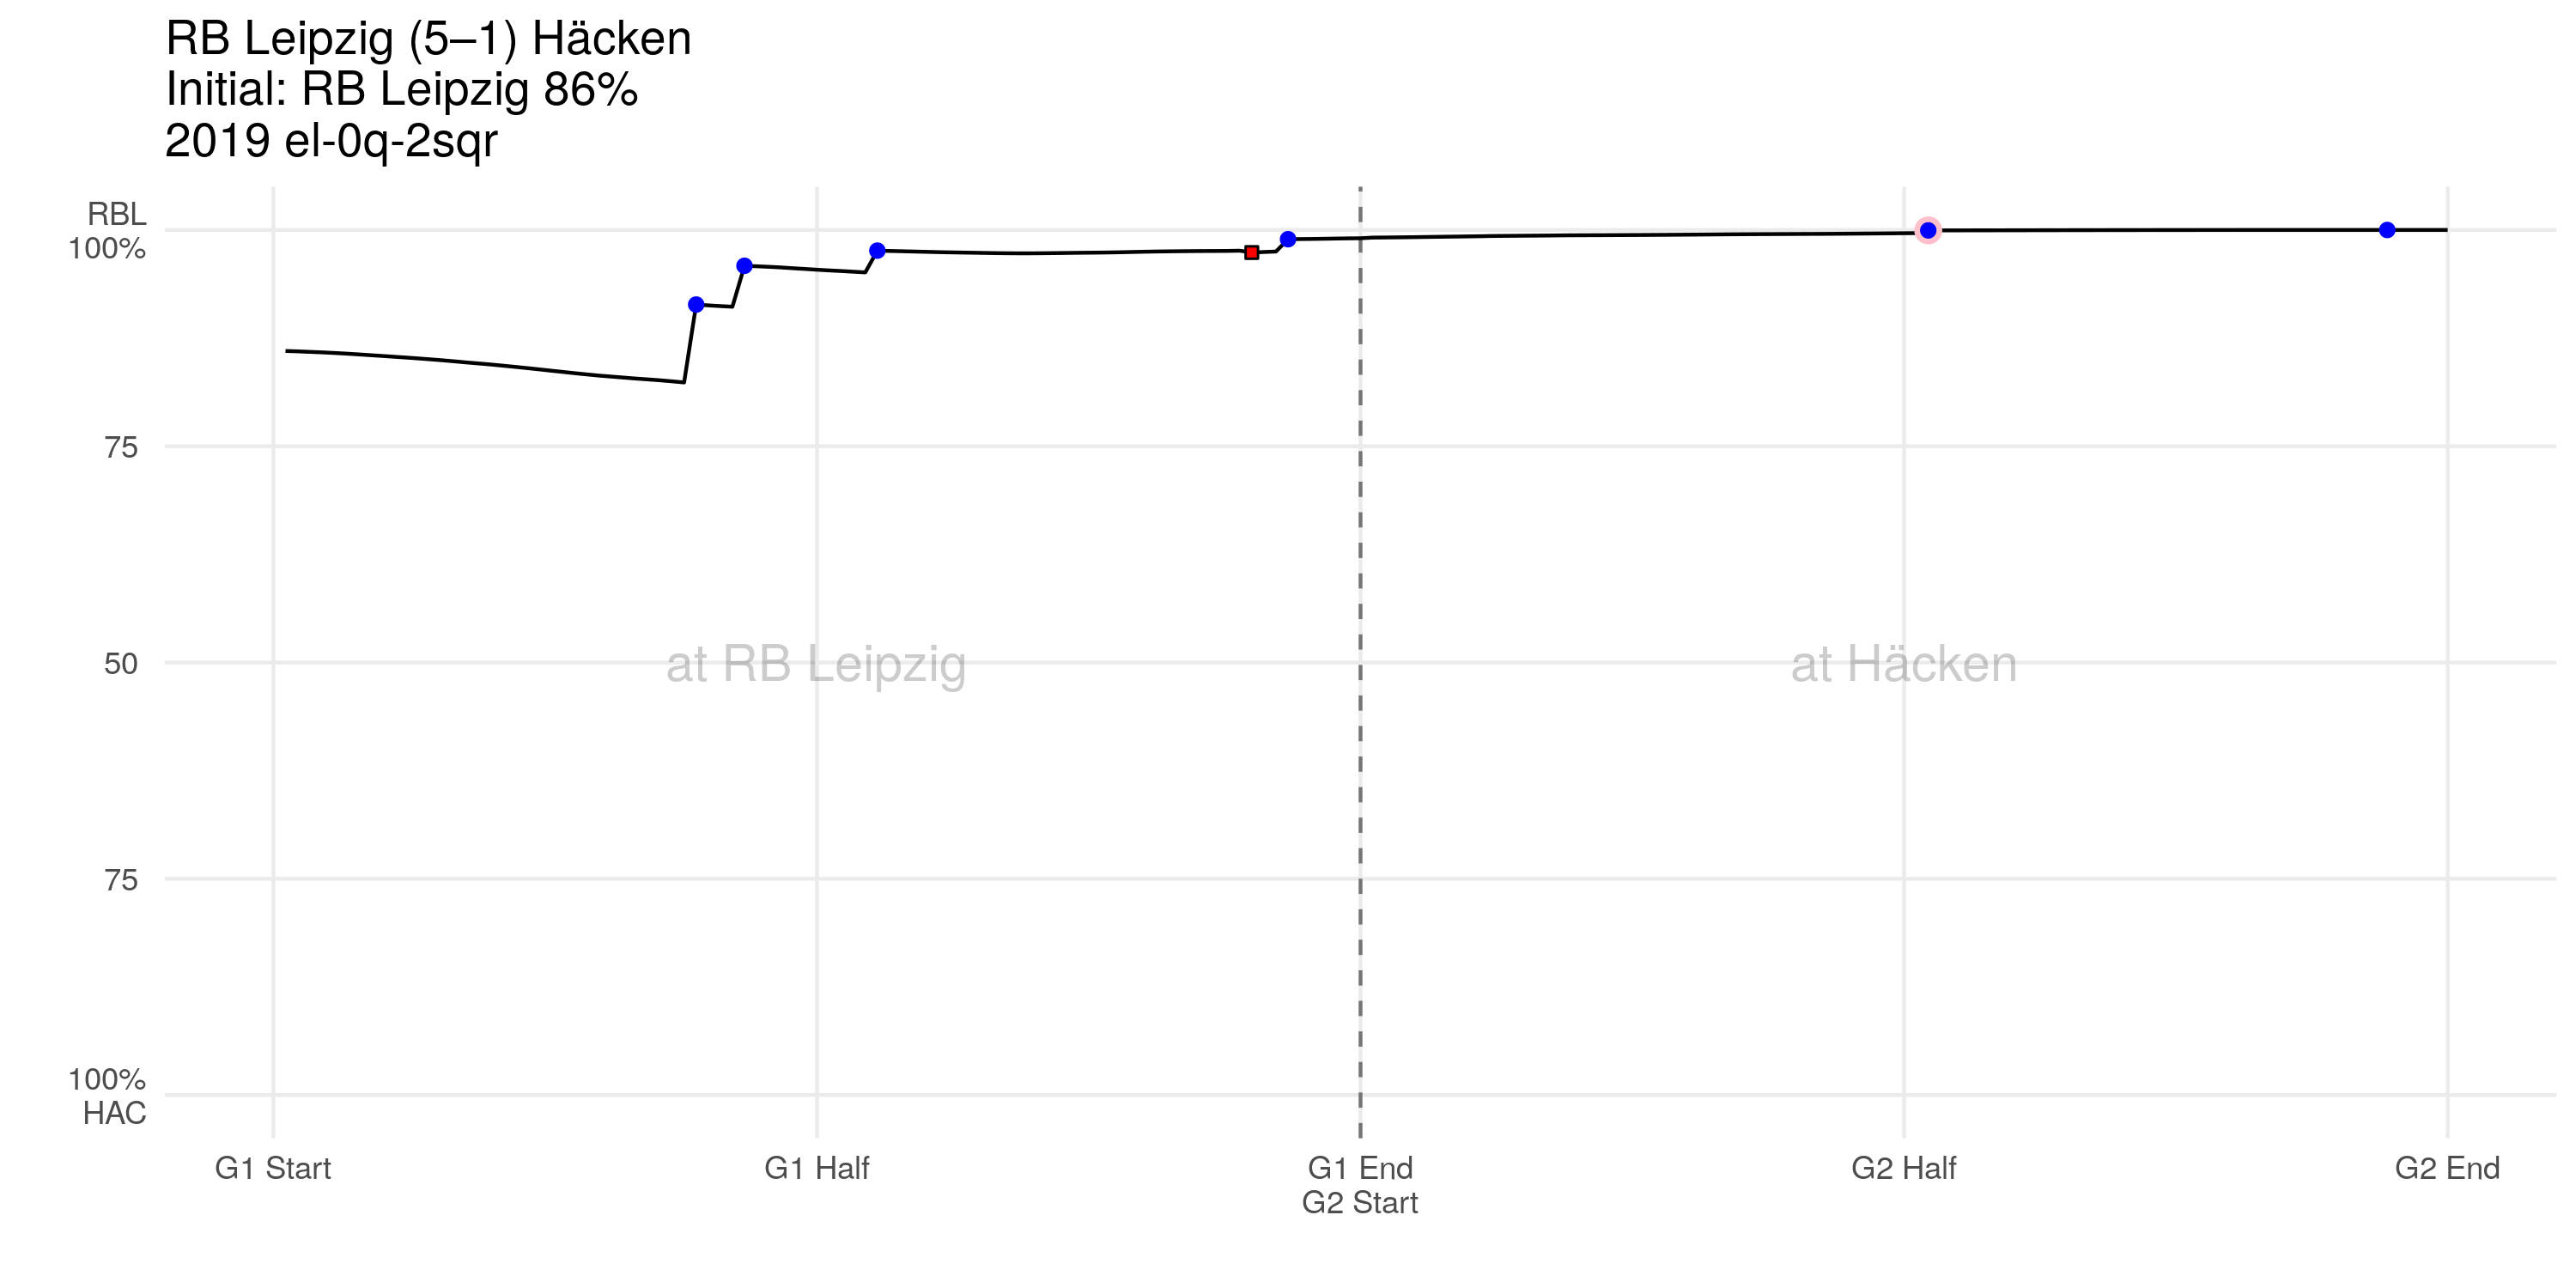 RB Leipzig (5–1) Häcken
Initial: RB Leipzig 86%
2019 el-0q-2sqr
RBL
100%
75
50
75
100%
HAC
at RB Leipzig
at Häcken
G1 Start
G1 Half
G1 End
G2 Start
G2 Half
G2 End